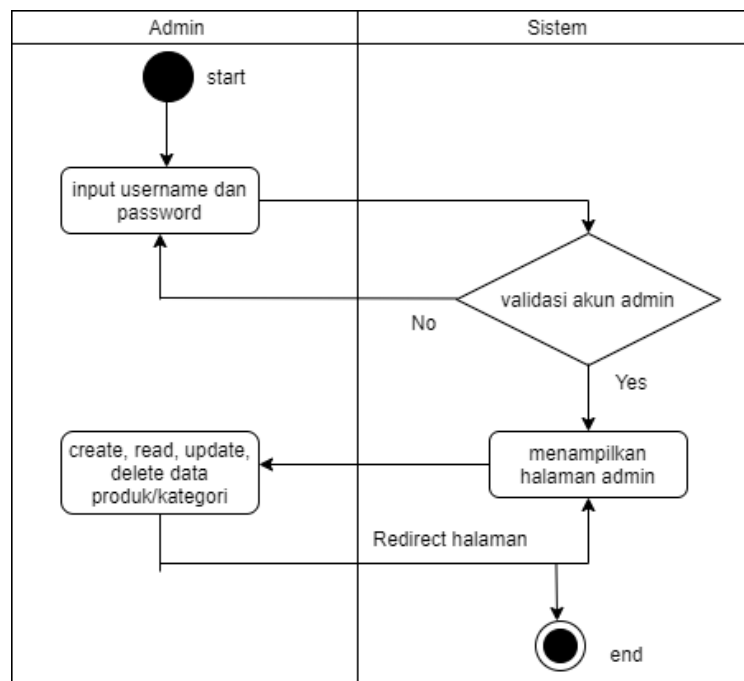 Admin
Sistem
start
input username dan
password
validasi akun admin
No
Yes
create, read, update,
delete data
produk/kategori
menampilkan
halaman admin
Redirect halaman
end